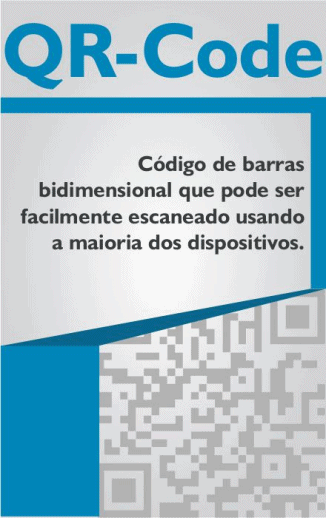 QR-Code
Código de barras
bidimensional que pode ser
facilmente escaneado usando
a maioria dos dispositivos.